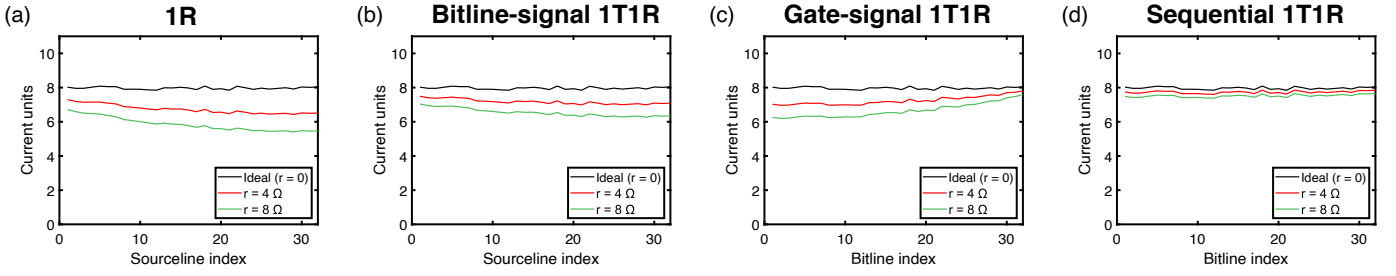 (a) 1R
Current units
10
8
6
4
2
0
Ideal (r = 0)
r = 4 Ω
r = 8 Ω
0 10 20 30
Sourceline index
(b) Bitline-signal 1T1R
Current units
10
8
6
4
2
0
Ideal (r = 0)
r = 4 Ω
r = 8 Ω
0 10 20 30
Sourceline index
(c) Gate-signal 1T1R
Current units
10
8
6
4
2
0
Ideal (r = 0)
r = 4 Ω
r = 8 Ω
0 10 20 30
Bitline index
(d) Sequential 1T1R
Current units
10
8
6
4
2
0
Ideal (r = 0)
r = 4 Ω
r = 8 Ω
0 10 20 30
Bitline index